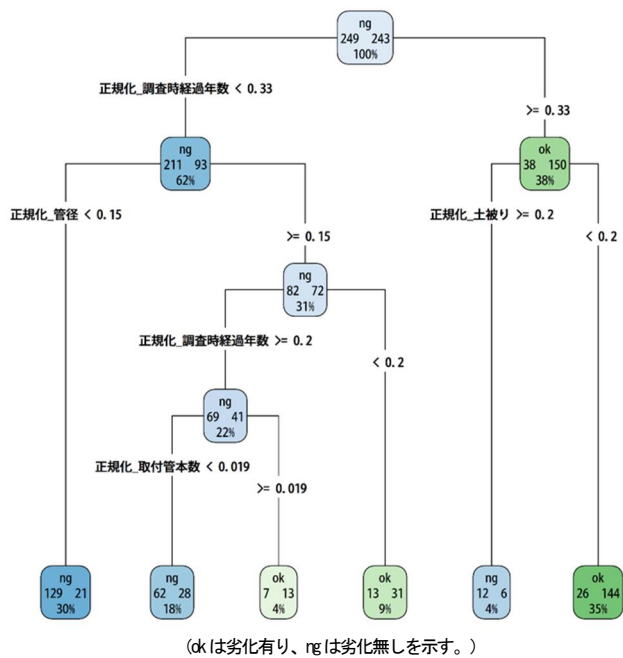 ng
249 243
100%
正規化_調査時経過年数 < 0.33
>= 0.33
ng
211 93
62%
ok
38 150
38%
正規化_管径 < 0.15
>= 0.15
正規化_土被り >= 0.2
< 0.2
ng
82 72
31%
正規化_調査時経過年数 >= 0.2
< 0.2
ng
69 41
22%
正規化_取付管本数 < 0.019
>= 0.019
ng
129 21
30%
ng
62 28
18%
ok
7 13
4%
ok
13 31
9%
ng
12 6
4%
ok
26 144
35%
(okは劣化有り、ngは劣化無しを示す。)